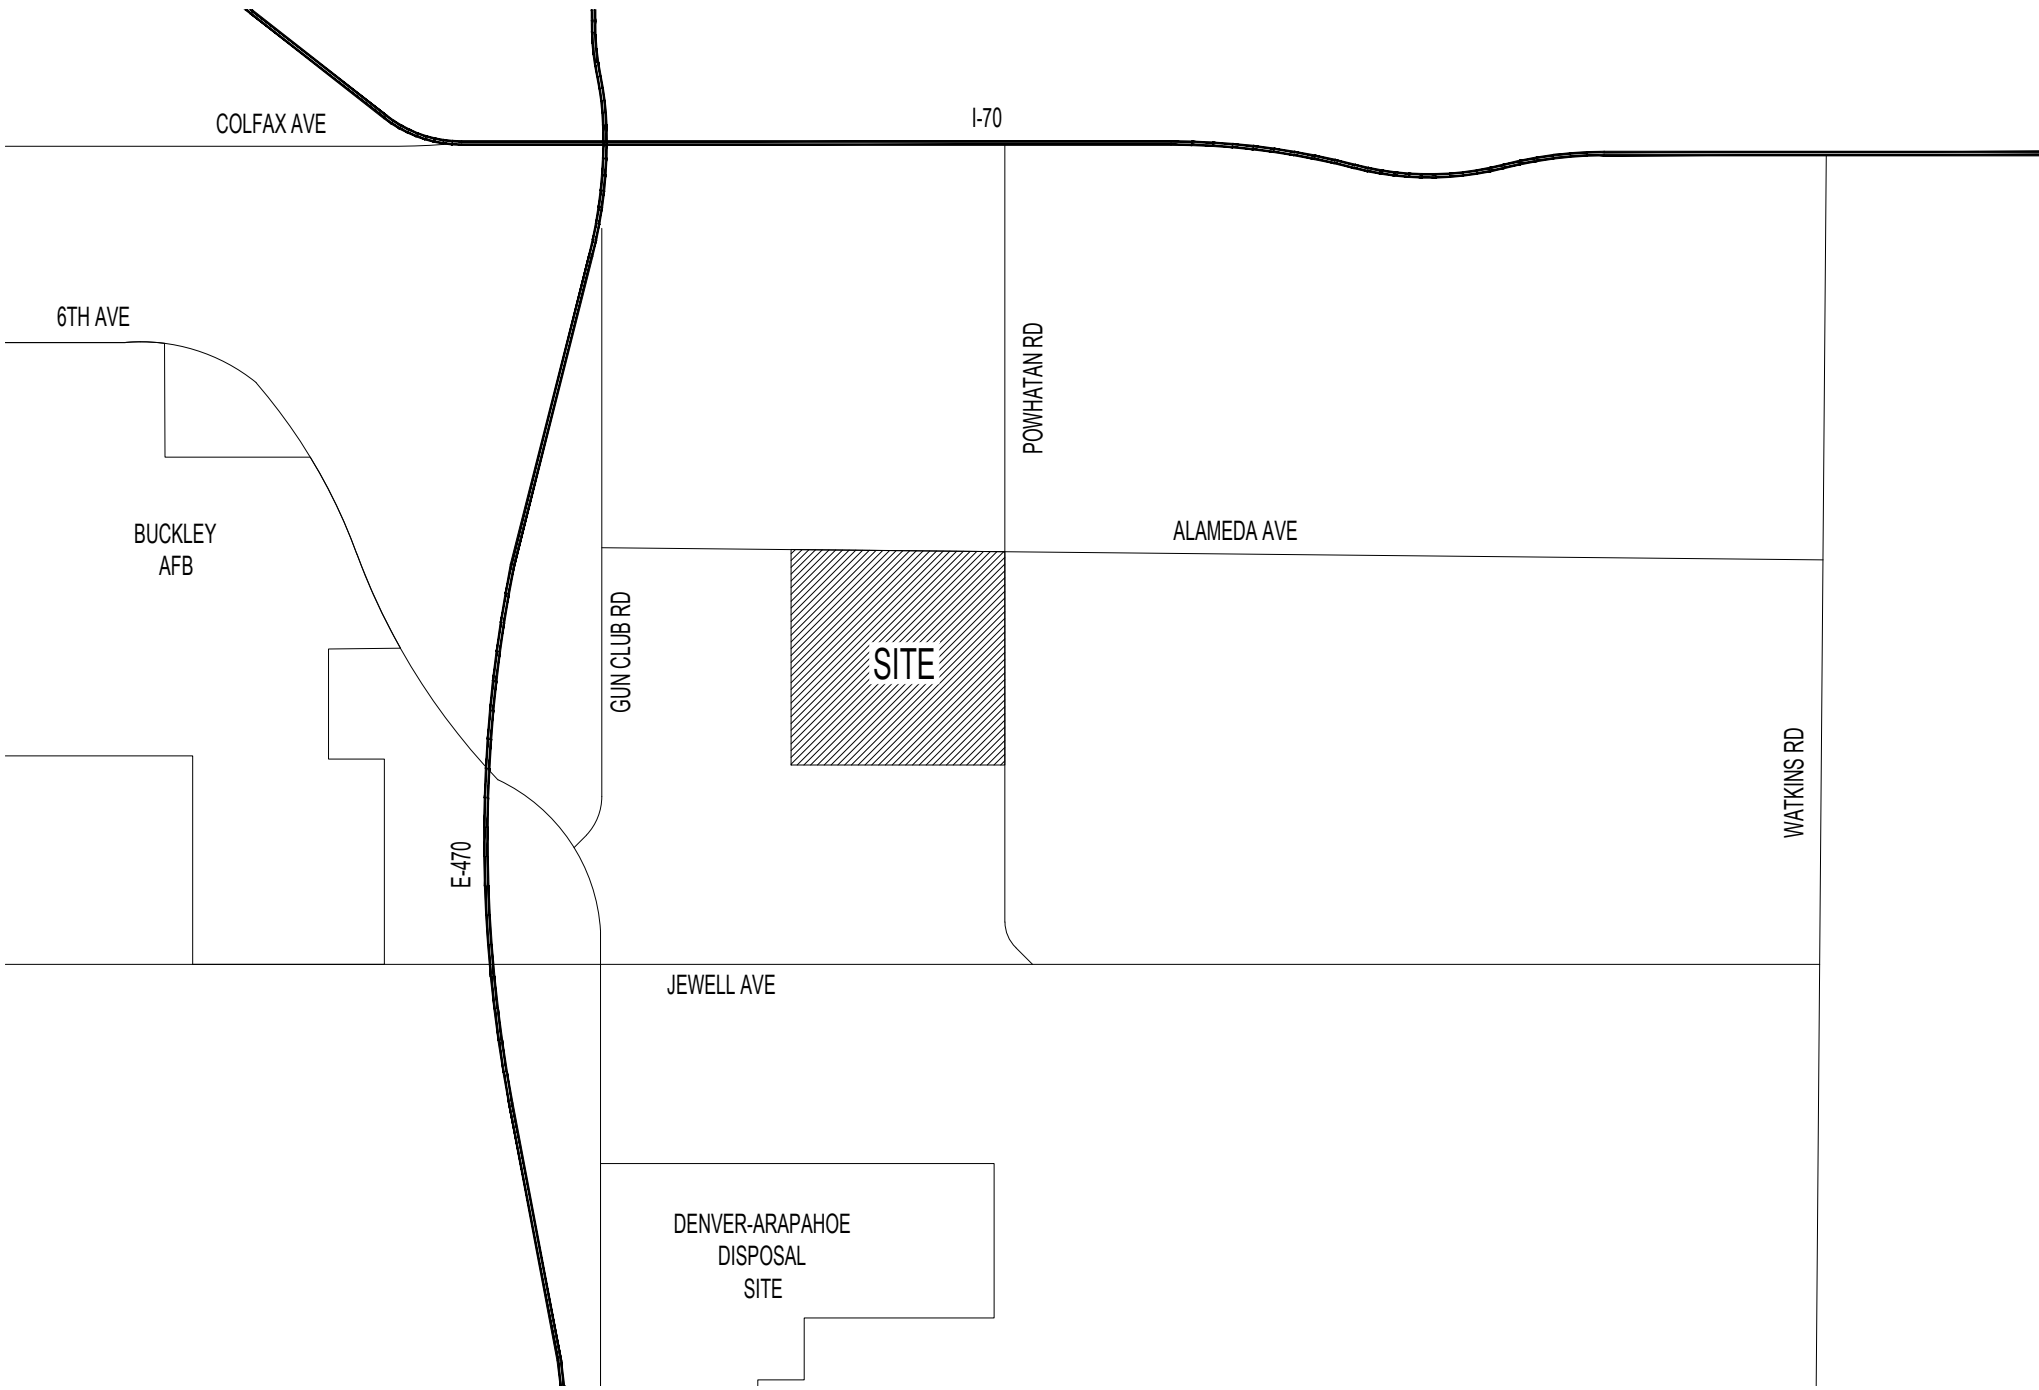 COLFAX AVE
I-70
6TH AVE
POWHATAN RD
BUCKLEY
AFB
ALAMEDA AVE
GUN CLUB RD
SITE
WATKINS RD
E-470
JEWELL AVE
DENVER-ARAPAHOE
DISPOSAL
SITE